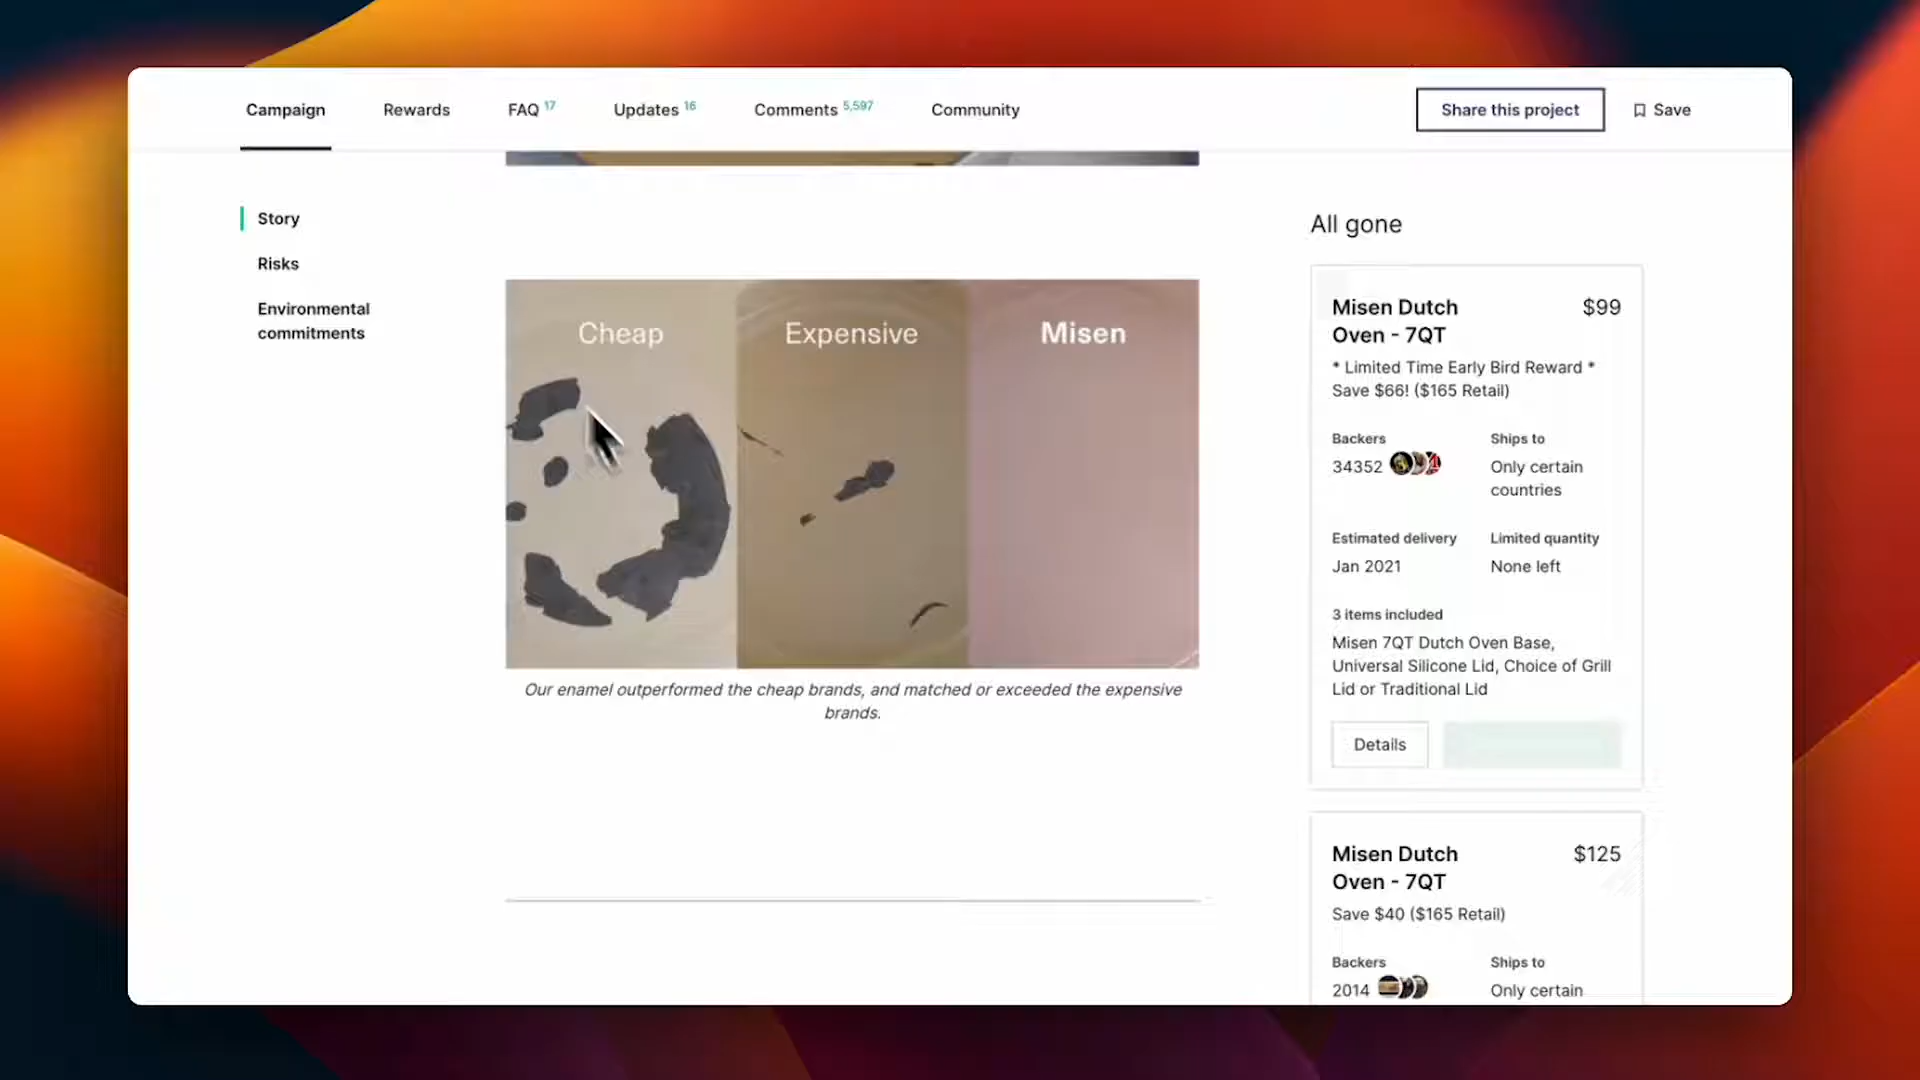 Campaign
Rewards
FAQ 17
Updates 16
Comments 5,597
Community
Share this project
Save
Story
Risks
Environmental
commitments
Cheap
Expensive
Misen
Our enamel outperformed the cheap brands, and matched or exceeded the expensive
brands.
All gone
Misen Dutch
Oven - 7QT
$99
* Limited Time Early Bird Reward *
Save $66! ($165 Retail)
Backers
34352
Ships to
Only certain
countries
Estimated delivery
Jan 2021
Limited quantity
None left
3 items included
Misen 7QT Dutch Oven Base,
Universal Silicone Lid, Choice of Grill
Lid or Traditional Lid
Details
Misen Dutch
Oven - 7QT
$125
Save $40 ($165 Retail)
Backers
2014
Ships to
Only certain